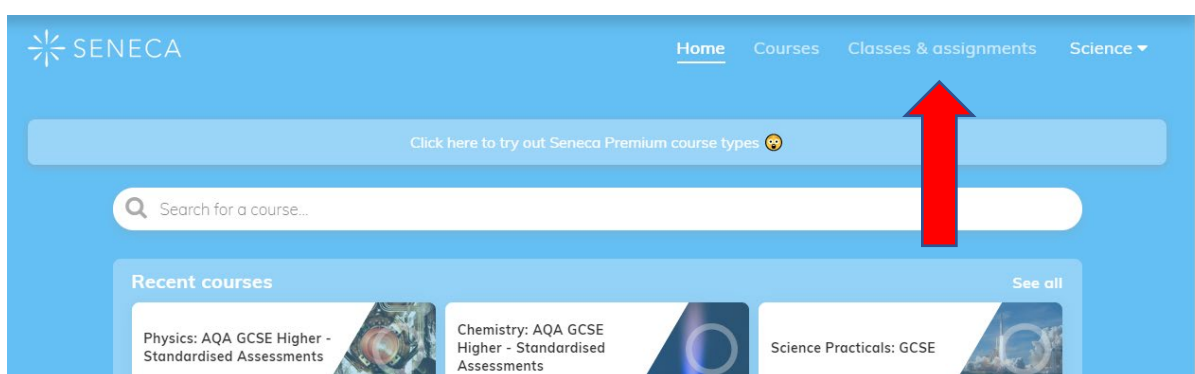 SENECA
Home Courses Classes & assignments Science
Click here to try out Seneca Premium course types 😲
Search for a course...
Recent courses
See all
Physics: AQA GCSE Higher -
Standardised Assessments
Chemistry: AQA GCSE
Higher - Standardised
Assessments
Science Practicals: GCSE